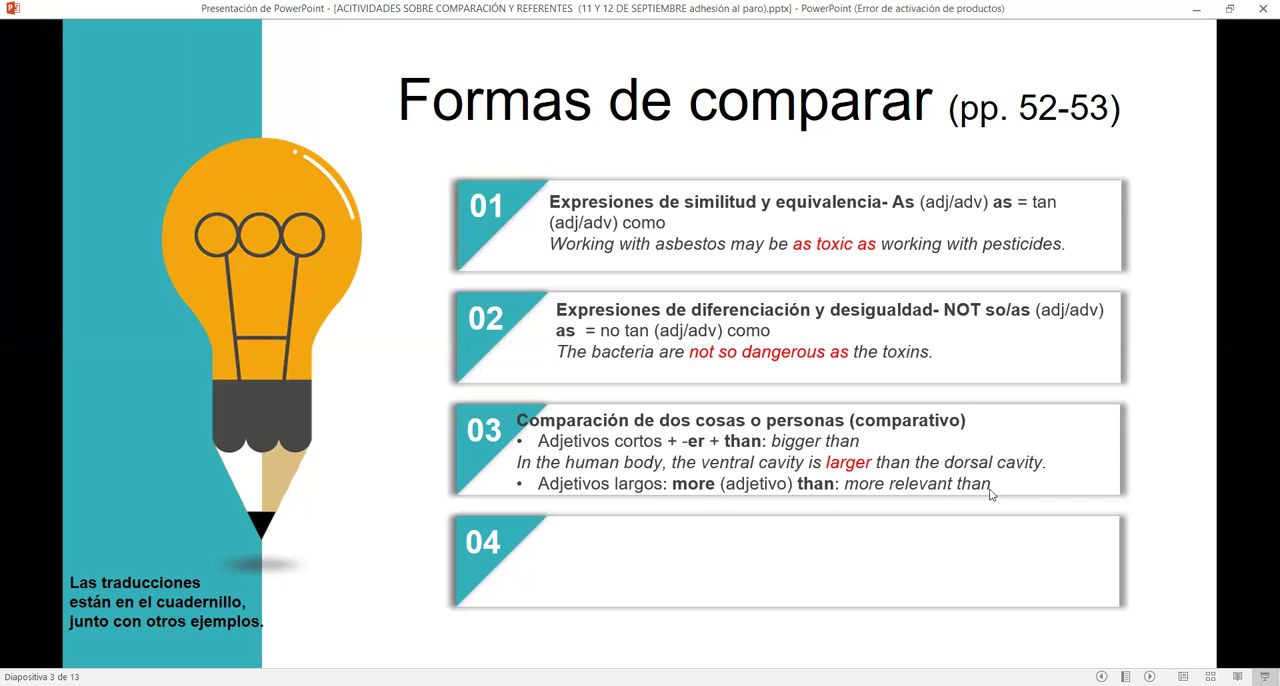 Presentación de PowerPoint - [ACITIVIDADES SOBRE COMPARACIÓN Y REFERENTES (11 Y 12 DE SEPTIEMBRE adhesión al paro).pptx] - PowerPoint (Error de activación de productos)
Formas de comparar (pp. 52-53)
01
Expresiones de similitud y equivalencia- As (adj/adv) as = tan
(adj/adv) como
Working with asbestos may be as toxic as working with pesticides.
02
Expresiones de diferenciación y desigualdad- NOT so/as (adj/adv)
as = no tan (adj/adv) como
The bacteria are not so dangerous as the toxins.
03
Comparación de dos cosas o personas (comparativo)
• Adjetivos cortos + -er + than: bigger than
In the human body, the ventral cavity is larger than the dorsal cavity.
• Adjetivos largos: more (adjetivo) than: more relevant than
04
Las traducciones
están en el cuadernillo,
junto con otros ejemplos.
Diapositiva 3 de 13